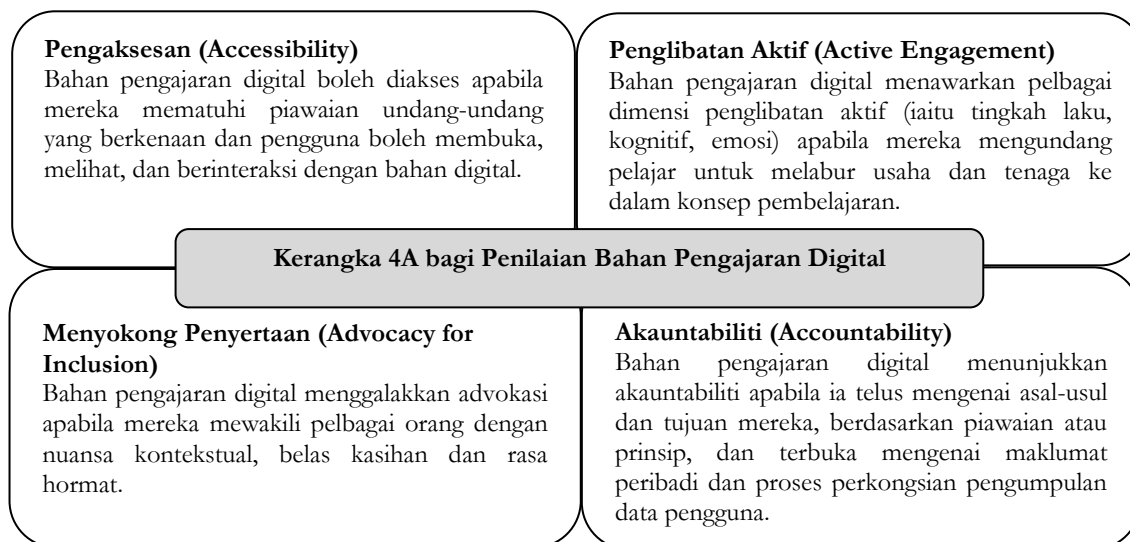 Pengaksesan (Accessibility)
Bahan pengajaran digital boleh diakses apabila
mereka mematuhi piawaian undang-undang
yang berkenaan dan pengguna boleh membuka,
melihat, dan berinteraksi dengan bahan digital.
Penglibatan Aktif (Active Engagement)
Bahan pengajaran digital menawarkan pelbagai
dimensi penglibatan aktif (iaitu tingkah laku,
kognitif, emosi) apabila mereka mengundang
pelajar untuk melabur usaha dan tenaga ke
dalam konsep pembelajaran.
Kerangka 4A bagi Penilaian Bahan Pengajaran Digital
Menyokong Penyertaan (Advocacy for
Inclusion)
Bahan pengajaran digital menggalakkan advokasi
apabila mereka mewakili pelbagai orang dengan
nuansa kontekstual, belas kasihan dan rasa
hormat.
Akauntabiliti (Accountability)
Bahan pengajaran digital menunjukkan
akauntabiliti apabila ia telus mengenai asal-usul
dan tujuan mereka, berdasarkan piawaian atau
prinsip, dan terbuka mengenai maklumat
peribadi dan proses perkongsian pengumpulan
data pengguna.